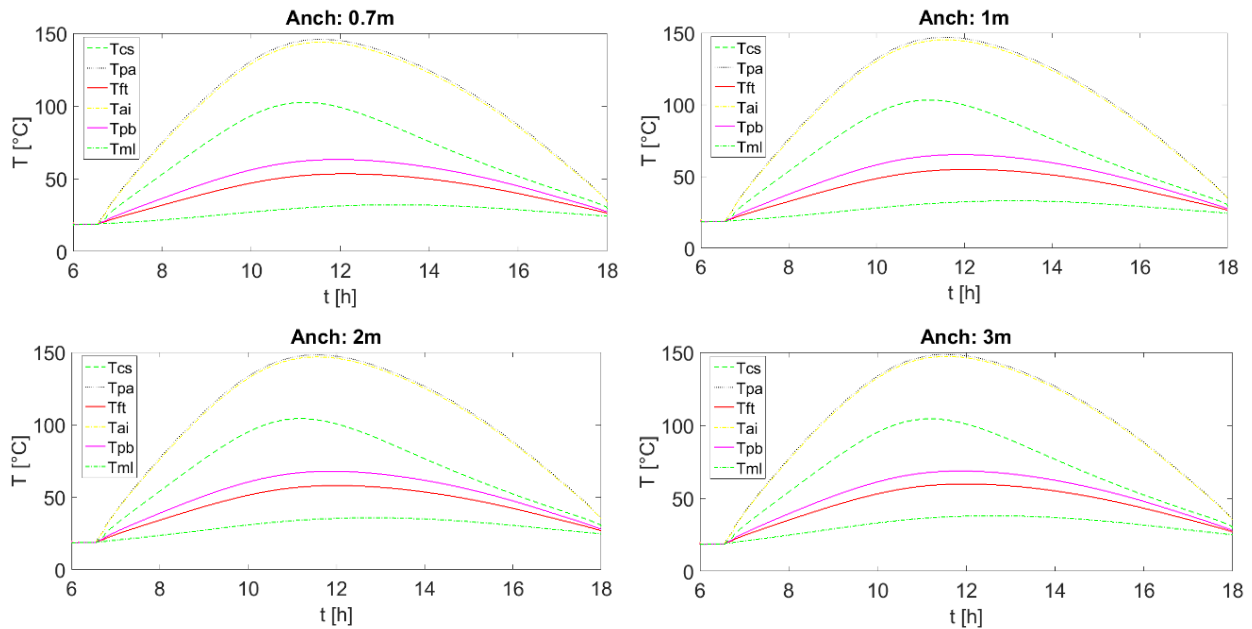 Anch: 0.7m
150
100
50
0
T [°C]
Tcs
Tpa
Tft
Tai
Tpb
Tml
6 8 10 12 14 16 18
t [h]
Anch: 1m
150
100
50
0
T [°C]
Tcs
Tpa
Tft
Tai
Tpb
Tml
6 8 10 12 14 16 18
t [h]
Anch: 2m
150
100
50
0
T [°C]
Tcs
Tpa
Tft
Tai
Tpb
Tml
6 8 10 12 14 16 18
t [h]
Anch: 3m
150
100
50
0
T [°C]
Tcs
Tpa
Tft
Tai
Tpb
Tml
6 8 10 12 14 16 18
t [h]